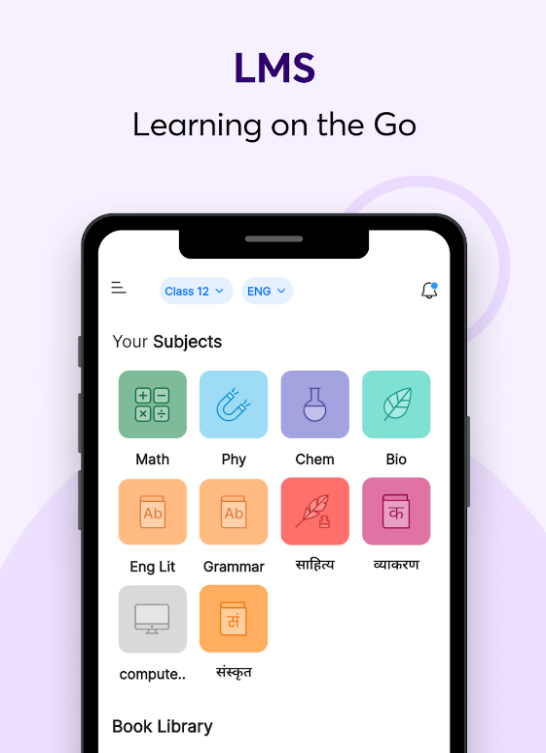 LMS
Learning on the Go
Class 12 ENG
Your Subjects
Math Phy Chem Bio
Ab Ab क
Eng Lit Grammar साहित्य व्याकरण
सं
compute.. संस्कृत
Book Library